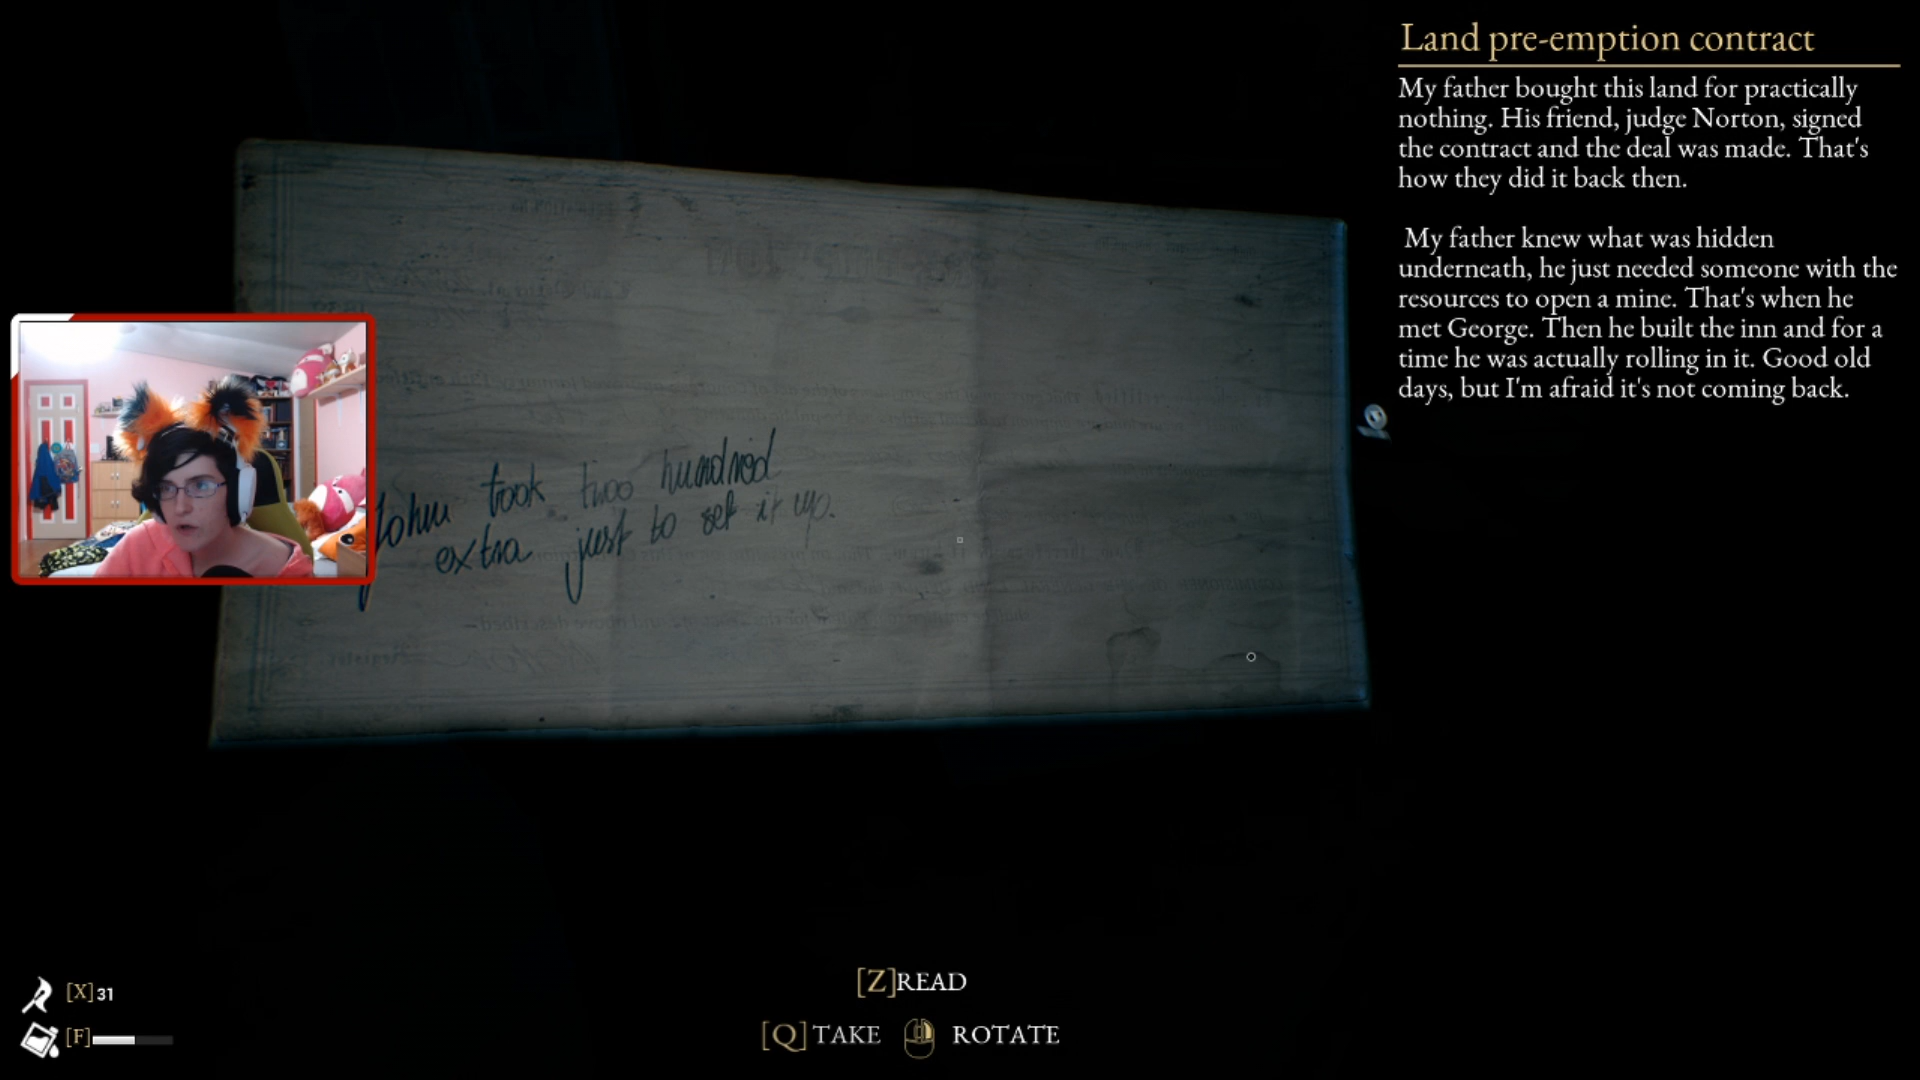 Land pre-emption contract
My father bought this land for practically
nothing. His friend, judge Norton, signed
the contract and the deal was made. That's
how they did it back then.
My father knew what was hidden
underneath, he just needed someone with the
resources to open a mine. That's when he
met George. Then he built the inn and for a
time he was actually rolling in it. Good old
days, but I'm afraid it's not coming back.
John took two hundred
extra just to set it up.
[Z]READ
[Q]TAKE ROTATE
[X]31
[F]